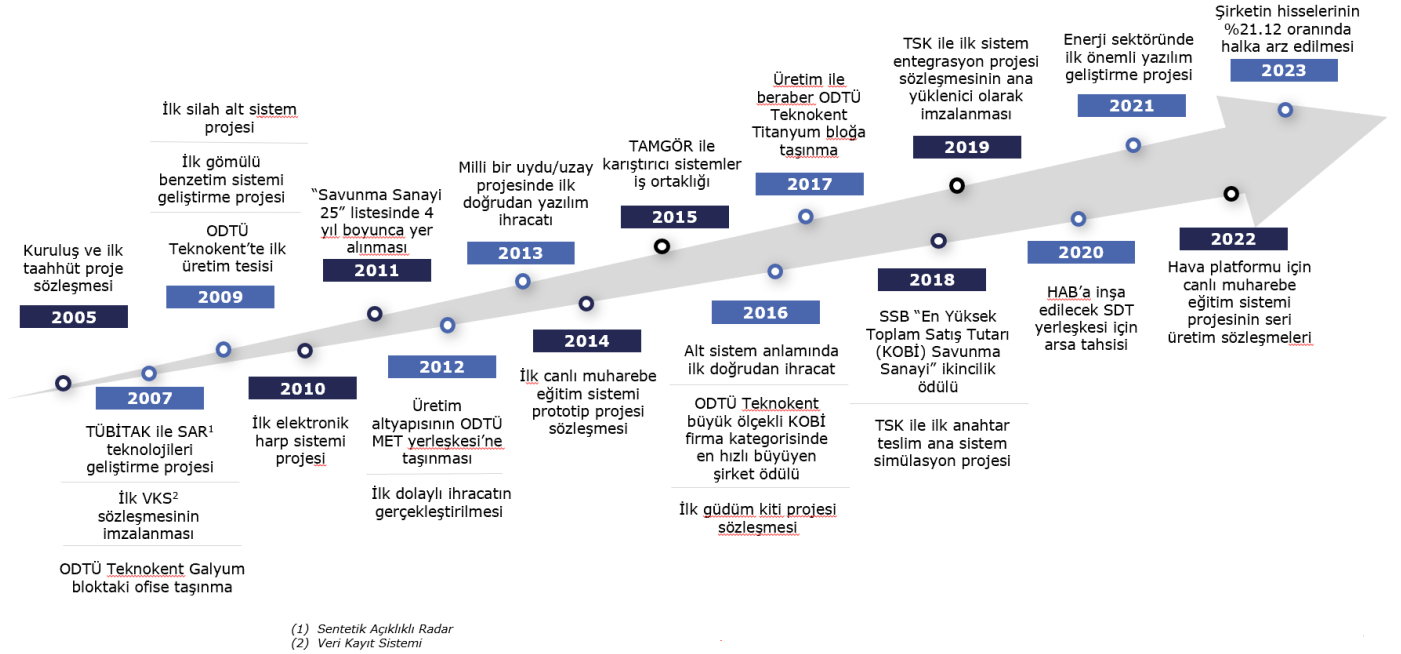 Kuruluş ve ilk
taahhüt proje
sözleşmesi
2005
2007
TÜBİTAK ile SAR¹
teknolojileri
geliştirme projesi
İlk VKS²
sözleşmesinin
imzalanması
ODTÜ Teknokent Galyum
bloktaki ofise taşınma
İlk silah alt sistem
projesi
İlk gömülü
benzetim sistemi
geliştirme projesi
ODTÜ
Teknokent’te ilk
üretim tesisi
2009
2010
İlk elektronik
harp sistemi
projesi
“Savunma Sanayi
25” listesinde 4
yıl boyunca yer
alınması
2011
2012
Üretim
altyapısının ODTÜ
MET yerleşkesi’ne
taşınması
İlk dolaylı ihracatın
gerçekleştirilmesi
Milli bir uydu/uzay
projesinde ilk
doğrudan yazılım
ihracatı
2013
2014
İlk canlı muharebe
eğitim sistemi
prototip projesi
sözleşmesi
TAMGÖR ile
karıştırıcı sistemler
iş ortaklığı
2015
2016
Alt sistem anlamında
ilk doğrudan ihracat
ODTÜ Teknokent
büyük ölçekli KOBİ
firma kategorisinde
en hızlı büyüyen
şirket ödülü
İlk güdüm kiti projesi
sözleşmesi
Üretim ile
beraber ODTÜ
Teknokent
Titanyum bloğa
taşınma
2017
2018
SSB “En Yüksek
Toplam Satış Tutarı
(KOBİ) Savunma
Sanayi” ikincilik
ödülü
TSK ile ilk anahtar
teslim ana sistem
simülasyon projesi
TSK ile ilk sistem
entegrasyon projesi
sözleşmesinin ana
yüklenici olarak
imzalanması
2019
2020
HAB’a inşa
edilecek SDT
yerleşkesi için
arsa tahsisi
Enerji sektöründe
ilk önemli yazılım
geliştirme projesi
2021
2022
Hava platformu için
canlı muharebe
eğitim sistemi
projesinin seri
üretim sözleşmeleri
Şirketin hisselerinin
%21.12 oranında
halka arz edilmesi
2023
(1) Sentetik Açıklıklı Radar
(2) Veri Kayıt Sistemi